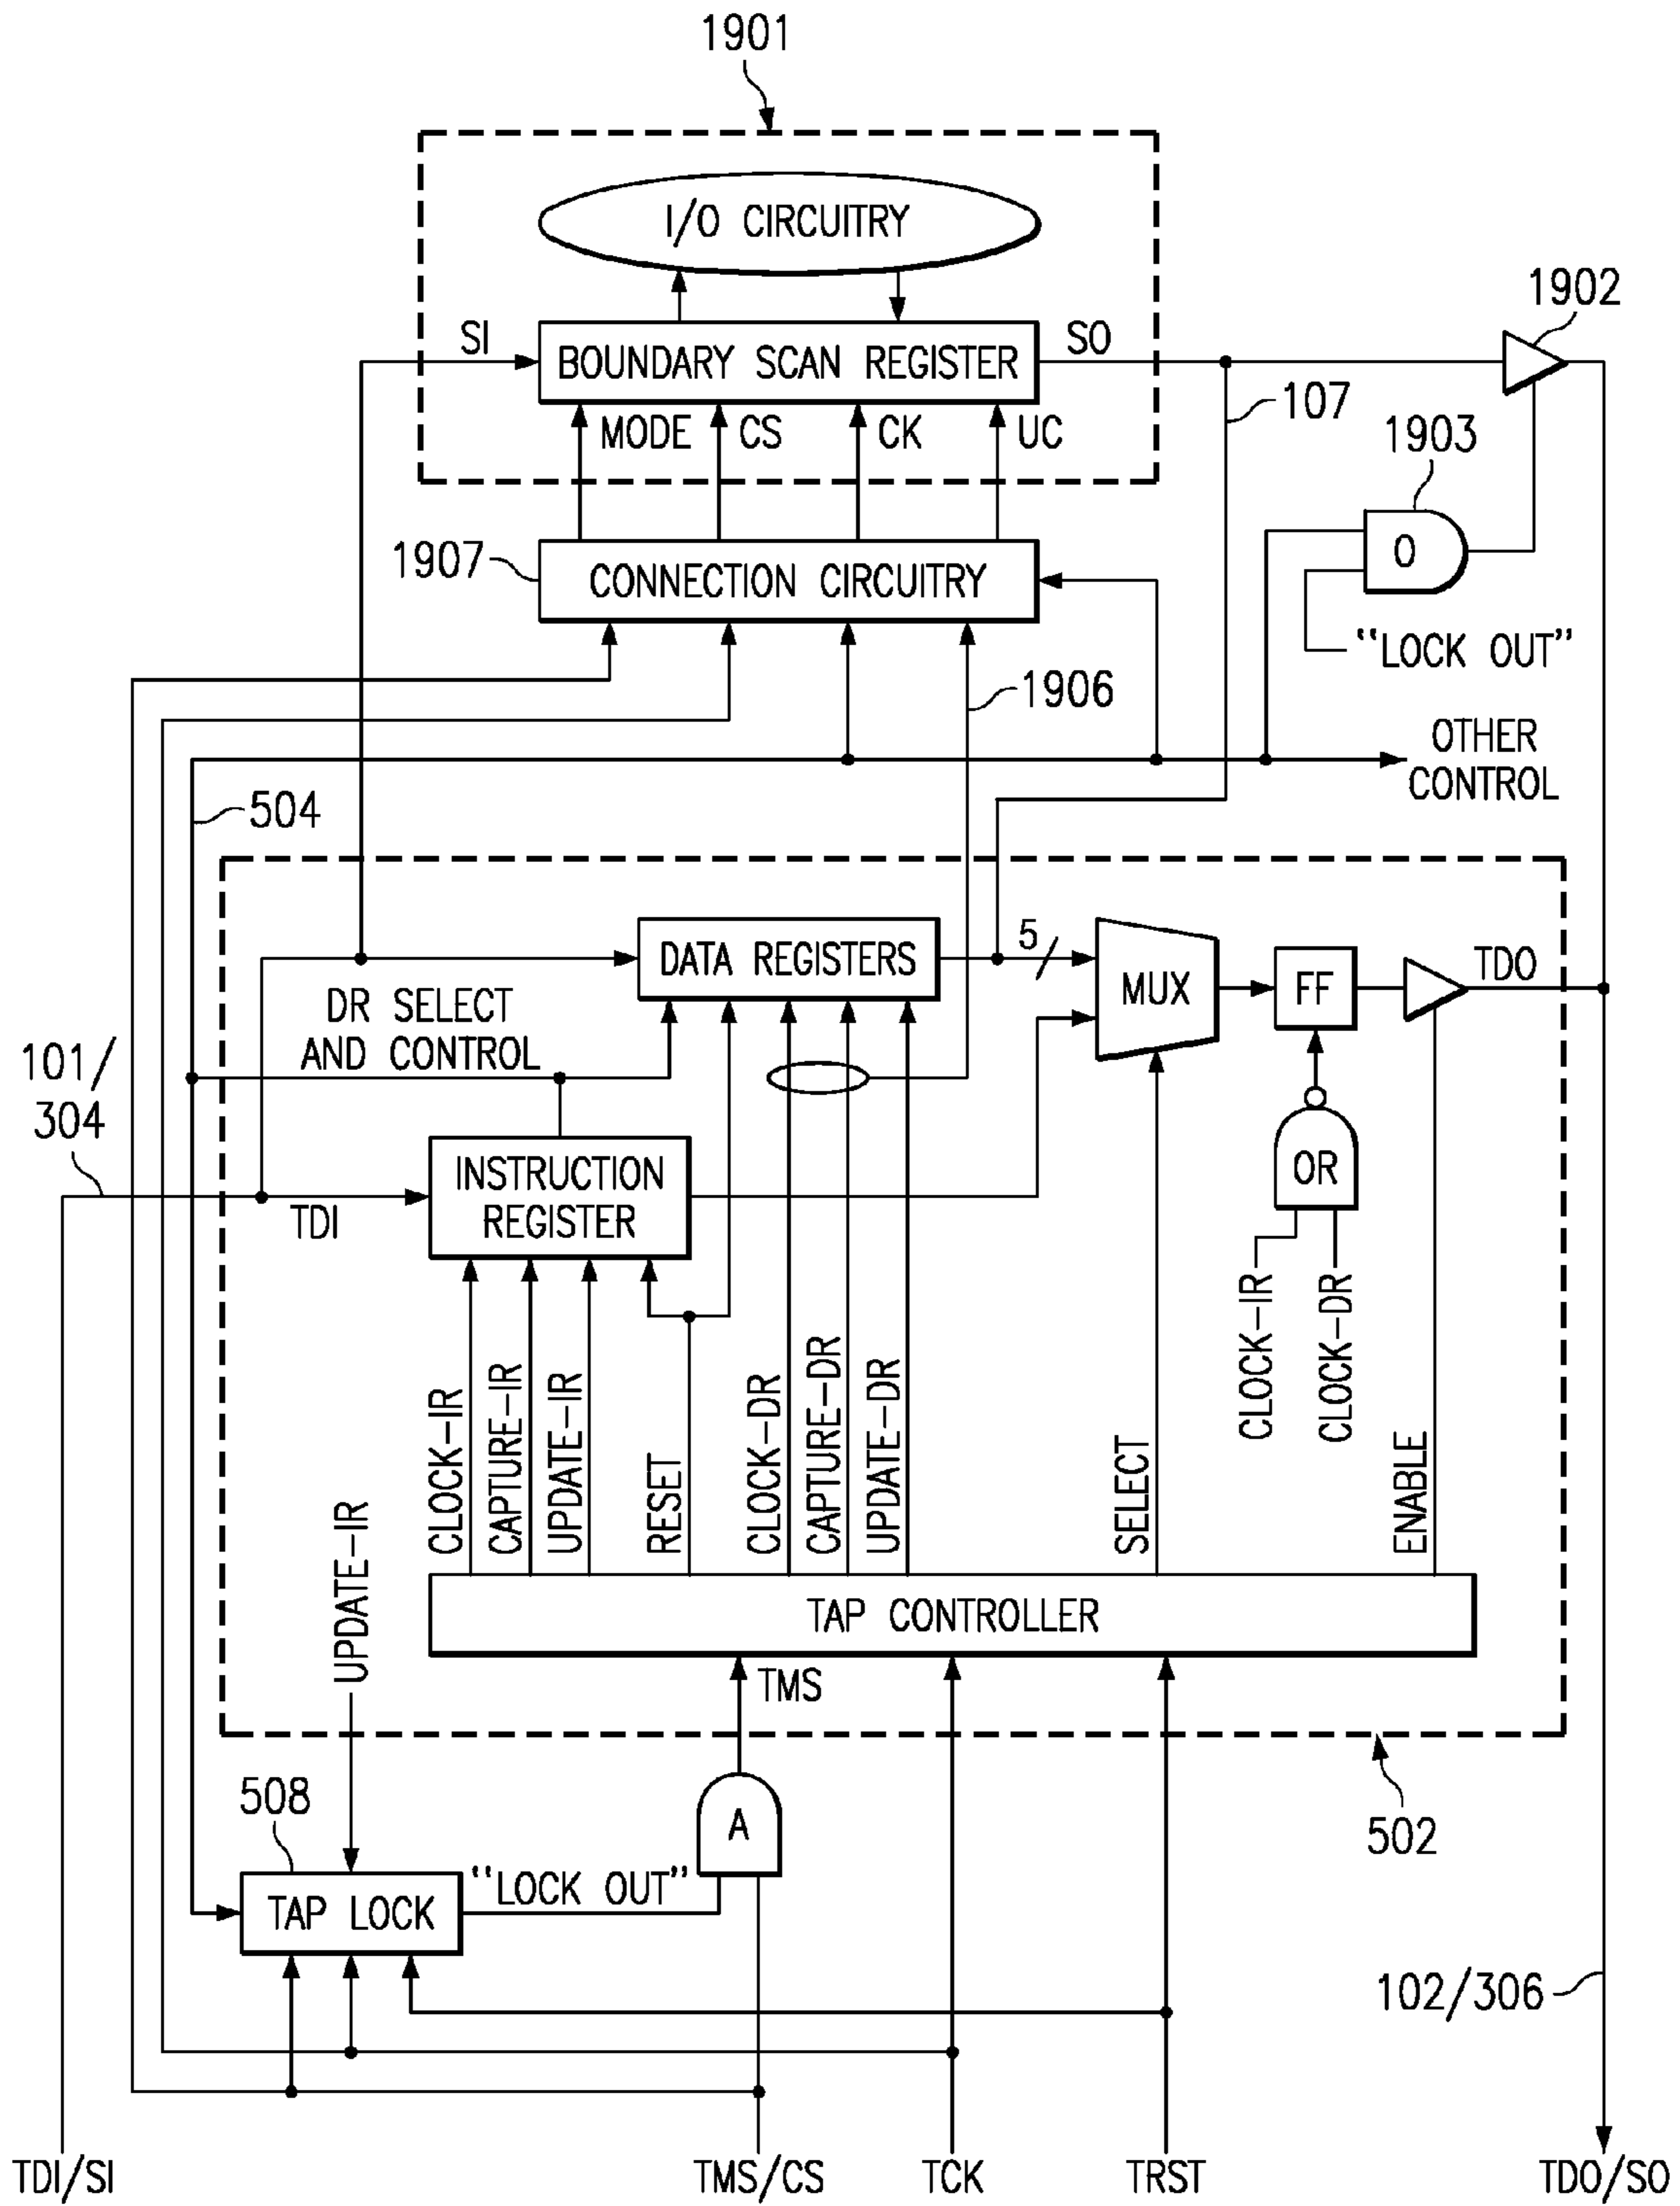 1901
I/O CIRCUITRY
1902
SI
BOUNDARY SCAN REGISTER
SO
107
MODE
CS
CK
UC
1903
O
1907
CONNECTION CIRCUITRY
"LOCK OUT"
1906
OTHER
CONTROL
504
5
DATA REGISTERS
MUX
FF
TDO
DR SELECT
AND CONTROL
101/
304
INSTRUCTION
REGISTER
OR
TDI
CLOCK-IR
CLOCK-DR
CLOCK-IR
CAPTURE-IR
UPDATE-IR
RESET
CLOCK-DR
CAPTURE-DR
UPDATE-DR
SELECT
ENABLE
UPDATE-IR
TAP CONTROLLER
TMS
508
A
502
"LOCK OUT"
TAP LOCK
102/306
TDI/SI
TMS/CS
TCK
TRST
TDO/SO